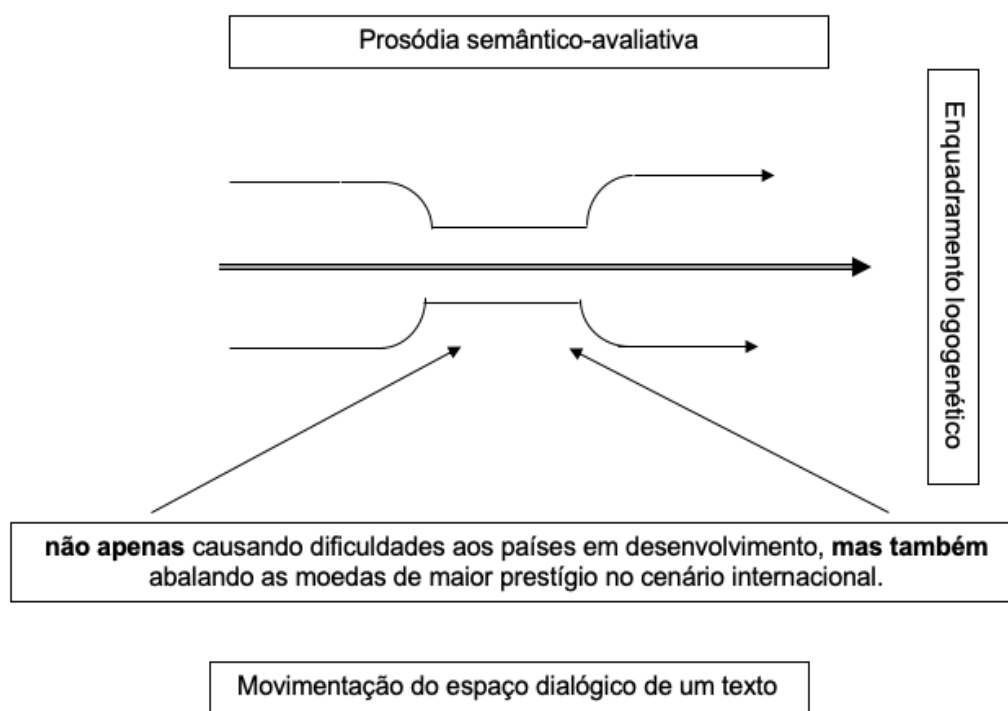 Prosódia semântico-avaliativa
Enquadramento logogenético
não apenas causando dificuldades aos países em desenvolvimento, mas também
abalando as moedas de maior prestígio no cenário internacional.
Movimentação do espaço dialógico de um texto